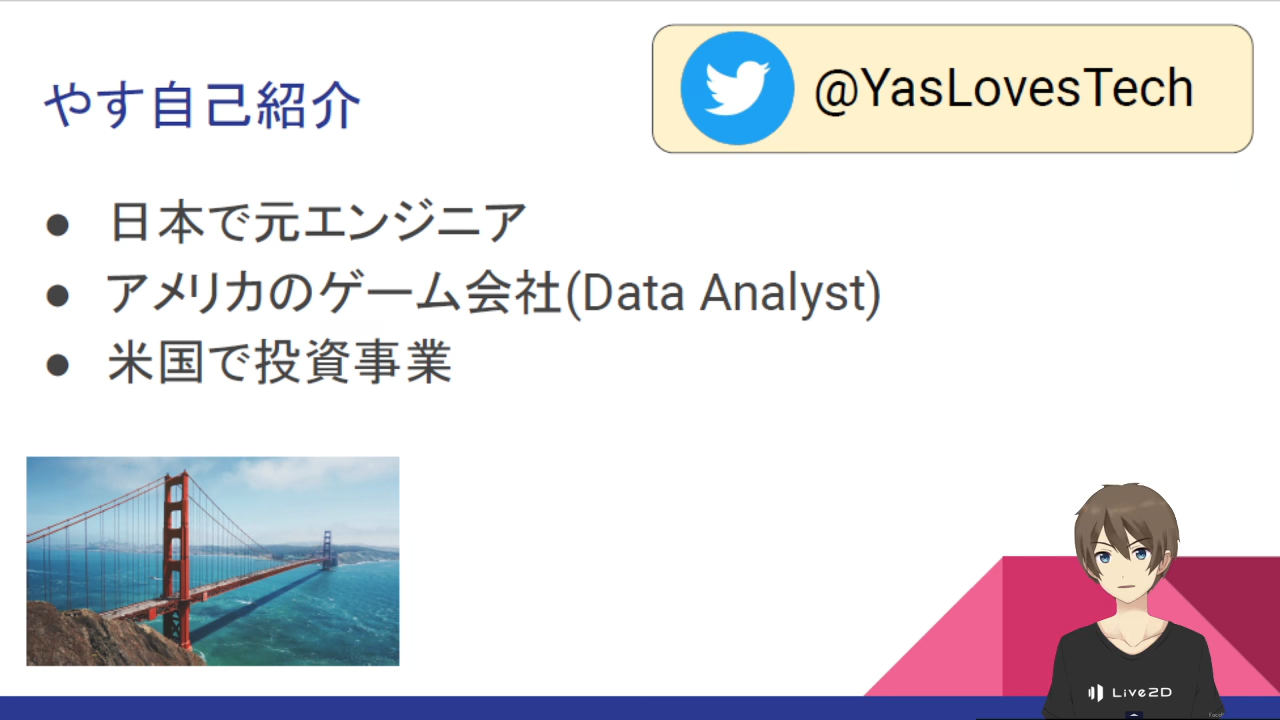 やす自己紹介
@YasLovesTech
● 日本で元エンジニア
● アメリカのゲーム会社(Data Analyst)
● 米国で投資事業
Live2D